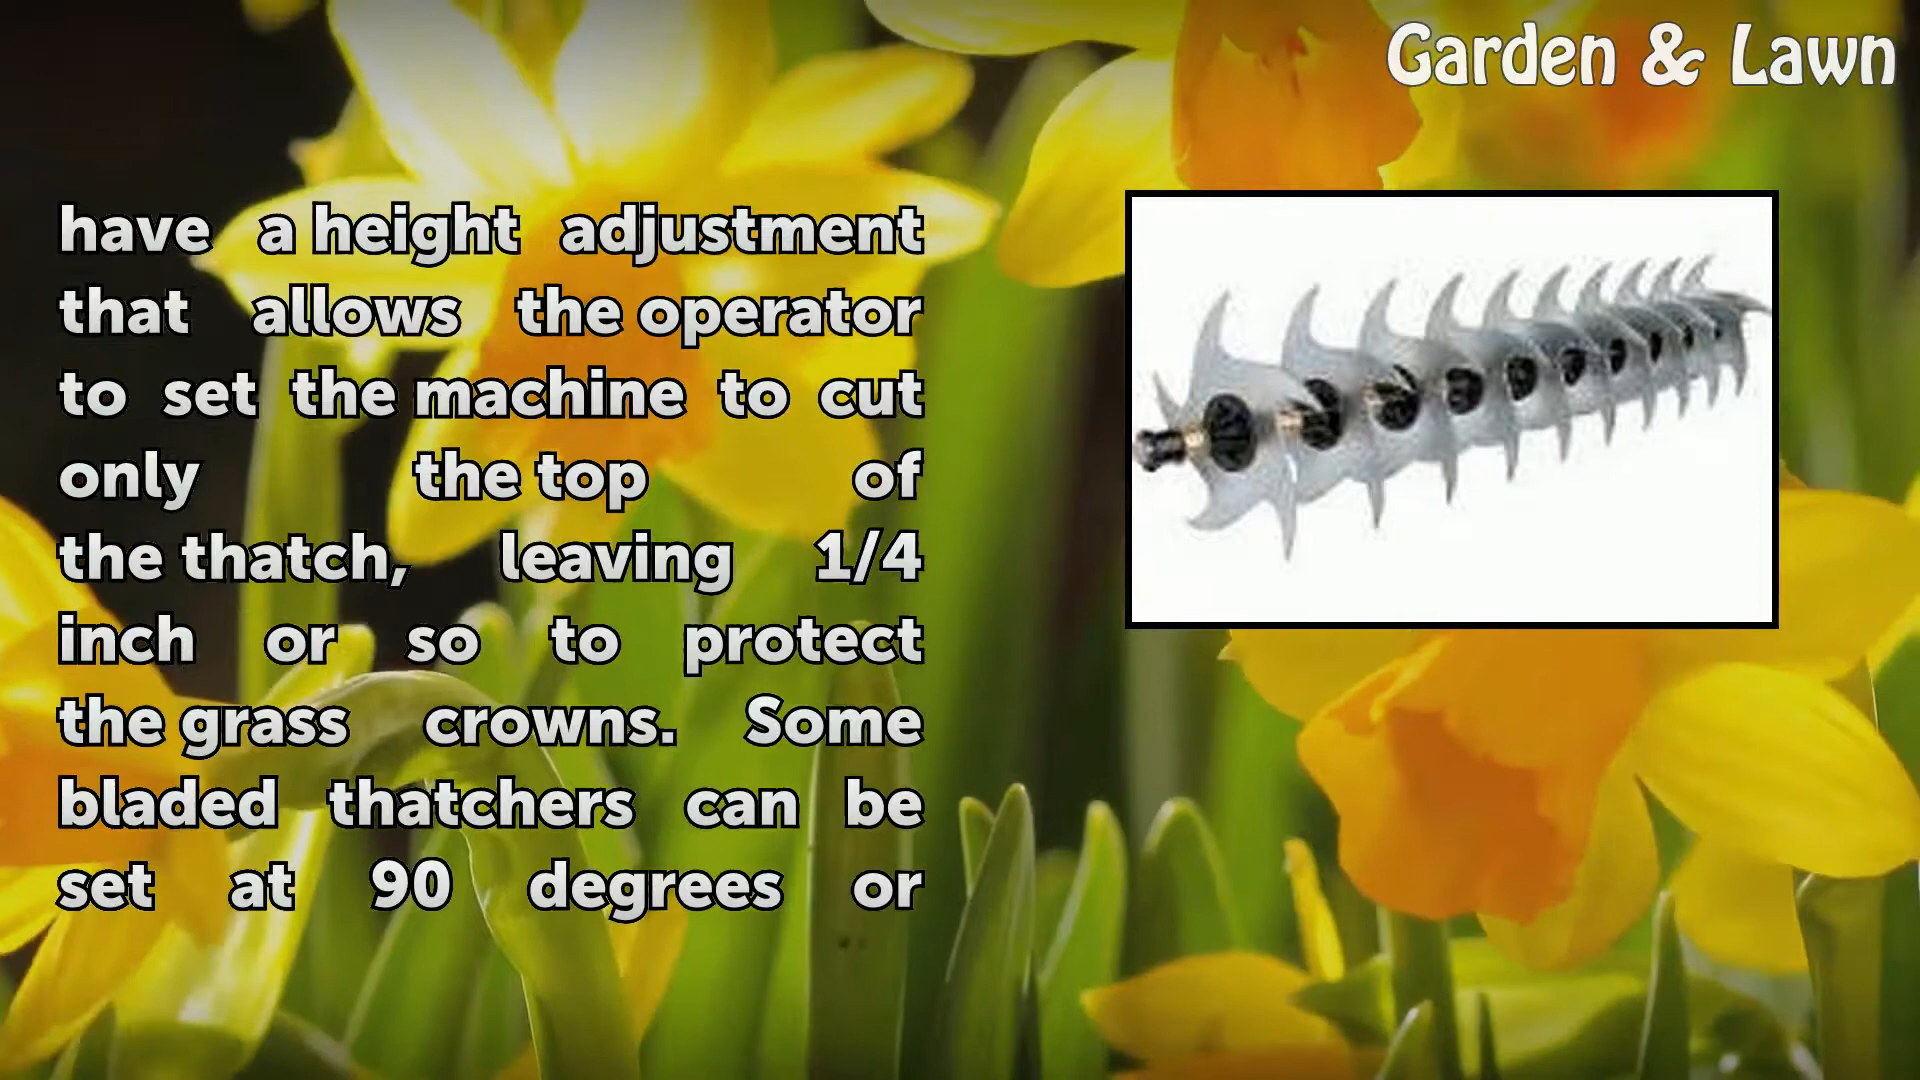 Garden & Lawn
have a height adjustment
that allows the operator
to set the machine to cut
only the top of
the thatch, leaving 1/4
inch or so to protect
the grass crowns. Some
bladed thatchers can be
set at 90 degrees or